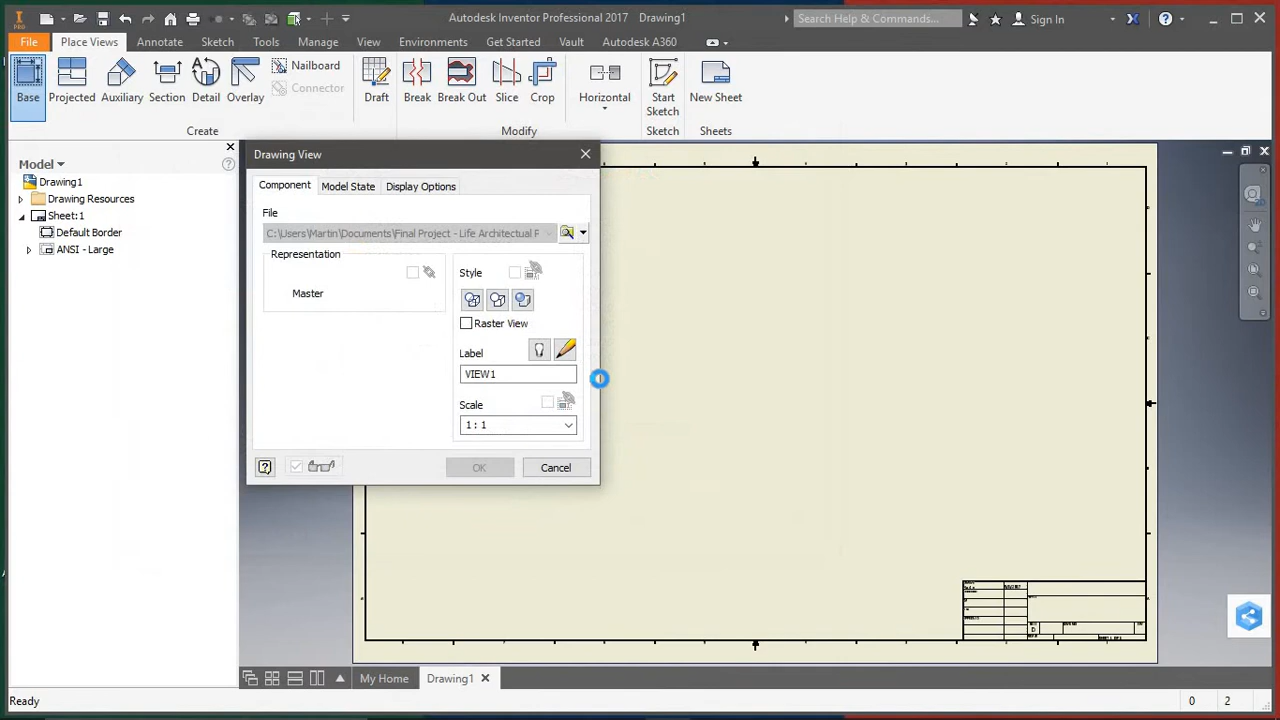 PRO
Autodesk Inventor Professional 2017 Drawing1
Search Help & Commands...
Sign In
File Place Views Annotate Sketch Tools Manage View Environments Get Started Vault Autodesk A360
Base Projected Auxiliary Section Detail Overlay
Nailboard
Connector
Draft Break Break Out Slice Crop Horizontal Start Sketch New Sheet
Create Modify Sketch Sheets
Model
Drawing1
Drawing Resources
Sheet:1
Default Border
ANSI - Large
Drawing View
Component Model State Display Options
File
C:\Users\Martin\Documents\Final Project - Life Architectual F
Representation
Master
Style
Raster View
Label
VIEW1
Scale
1 : 1
OK Cancel
D
My Home Drawing1
Ready 0 2